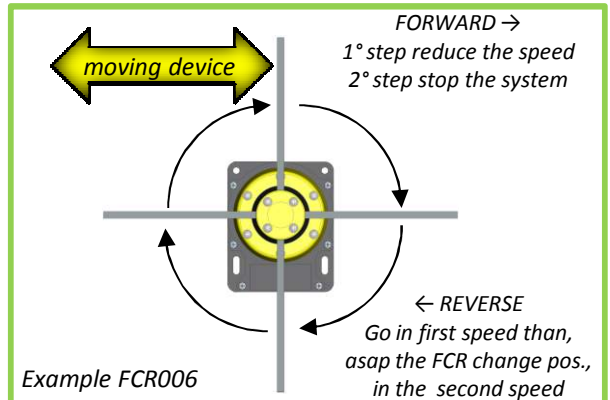 FORWARD →
1° step reduce the speed
2° step stop the system
moving device
← REVERSE
Go in first speed than,
asap the FCR change pos.,
in the second speed
Example FCR006